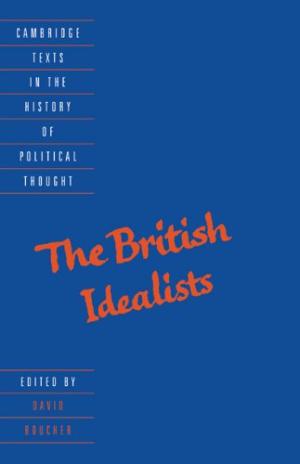 CAMBRIDGE
TEXTS
IN THE
HISTORY
OF
POLITICAL
THOUGHT
The British
Idealists
EDITED BY
DAVID
BOUCHER